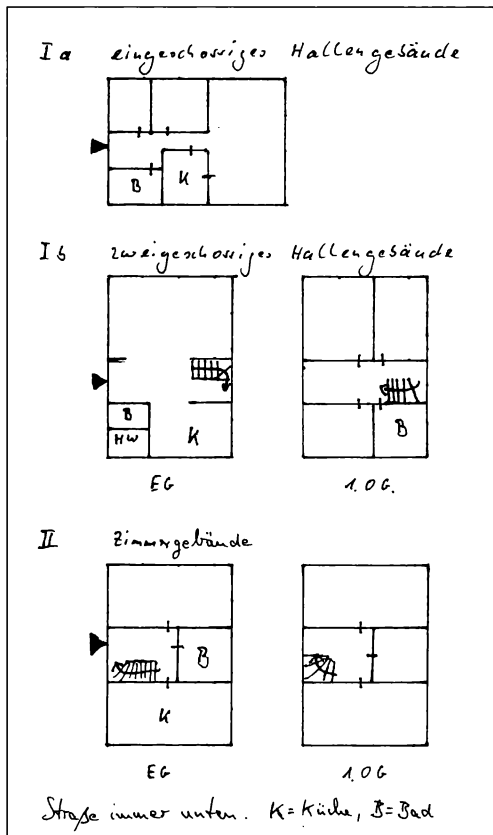 I a eingeschossiges Hallengebäude
B K
I b zweigeschossiges Hallengebäude
B
HW K B
EG 1. OG.
II Zimmergebäude
B
K
EG 1. OG
Straße immer unten. K = Küche, B = Bad